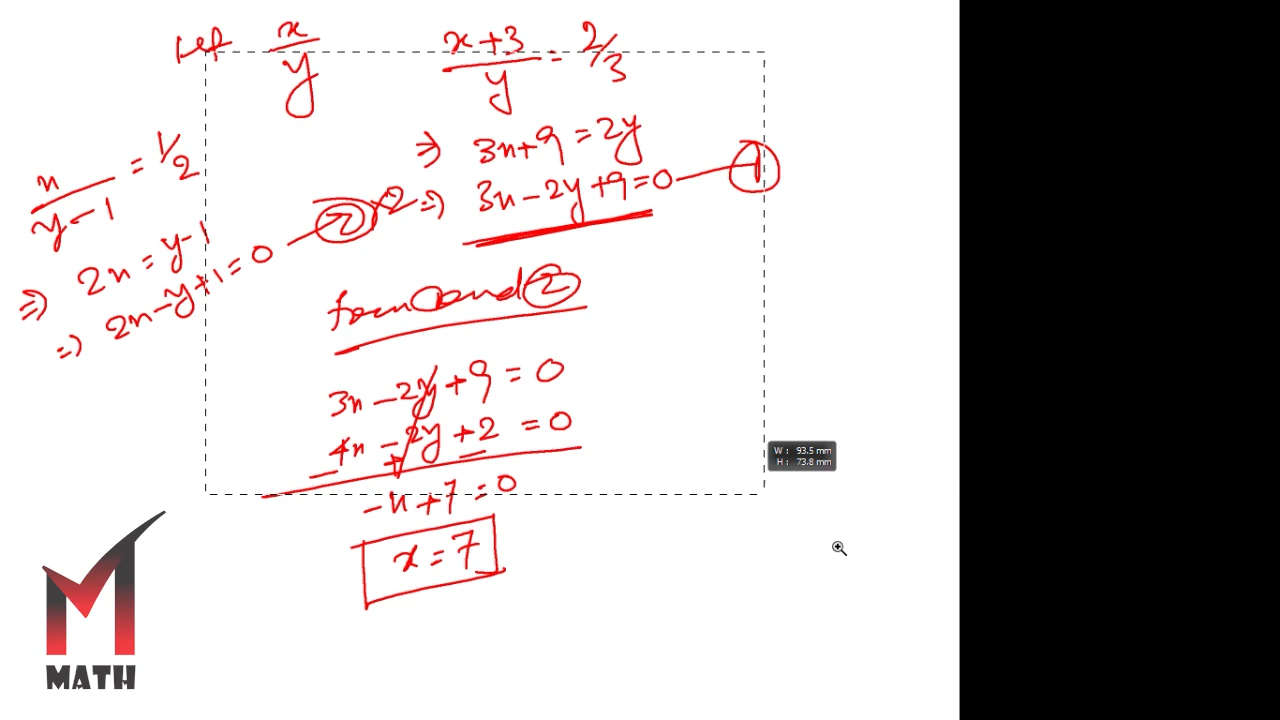 Let x/y
(x+3)/y = 2/3
⇒ 3x+9 = 2y
⇒ 3x-2y+9=0 — ①
x/(y-1) = 1/2
⇒ 2x = y-1
⇒ 2x-y+1=0 — ②×2
from ① and ②
3x-2y+9=0
4x-2y+2=0
- + -
-x+7=0
x=7
W: 93.5 mm
H: 73.8 mm
MATH